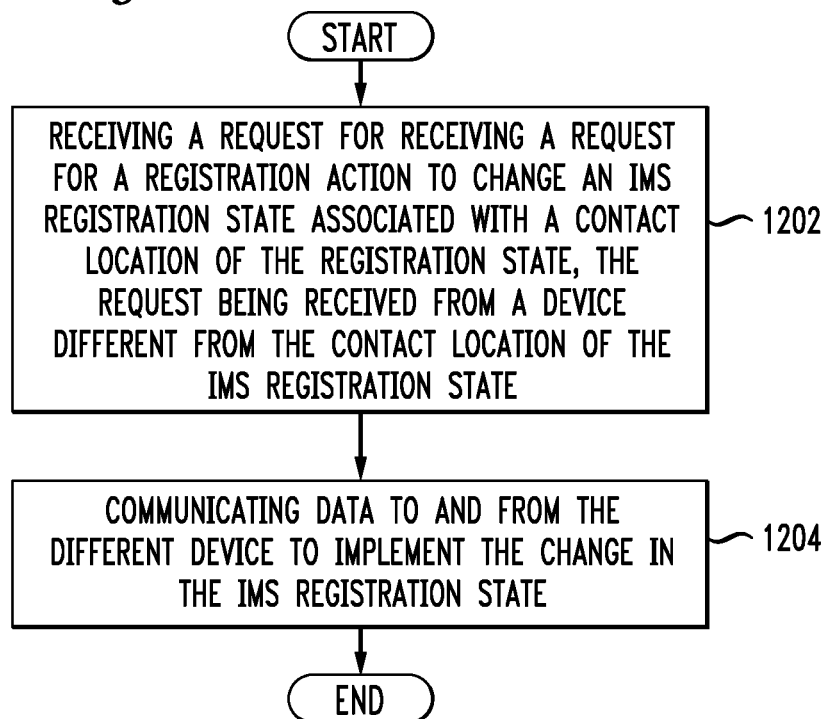 START
RECEIVING A REQUEST FOR RECEIVING A REQUEST
FOR A REGISTRATION ACTION TO CHANGE AN IMS
REGISTRATION STATE ASSOCIATED WITH A CONTACT
LOCATION OF THE REGISTRATION STATE, THE
REQUEST BEING RECEIVED FROM A DEVICE
DIFFERENT FROM THE CONTACT LOCATION OF THE
IMS REGISTRATION STATE
1202
COMMUNICATING DATA TO AND FROM THE
DIFFERENT DEVICE TO IMPLEMENT THE CHANGE IN
THE IMS REGISTRATION STATE
1204
END